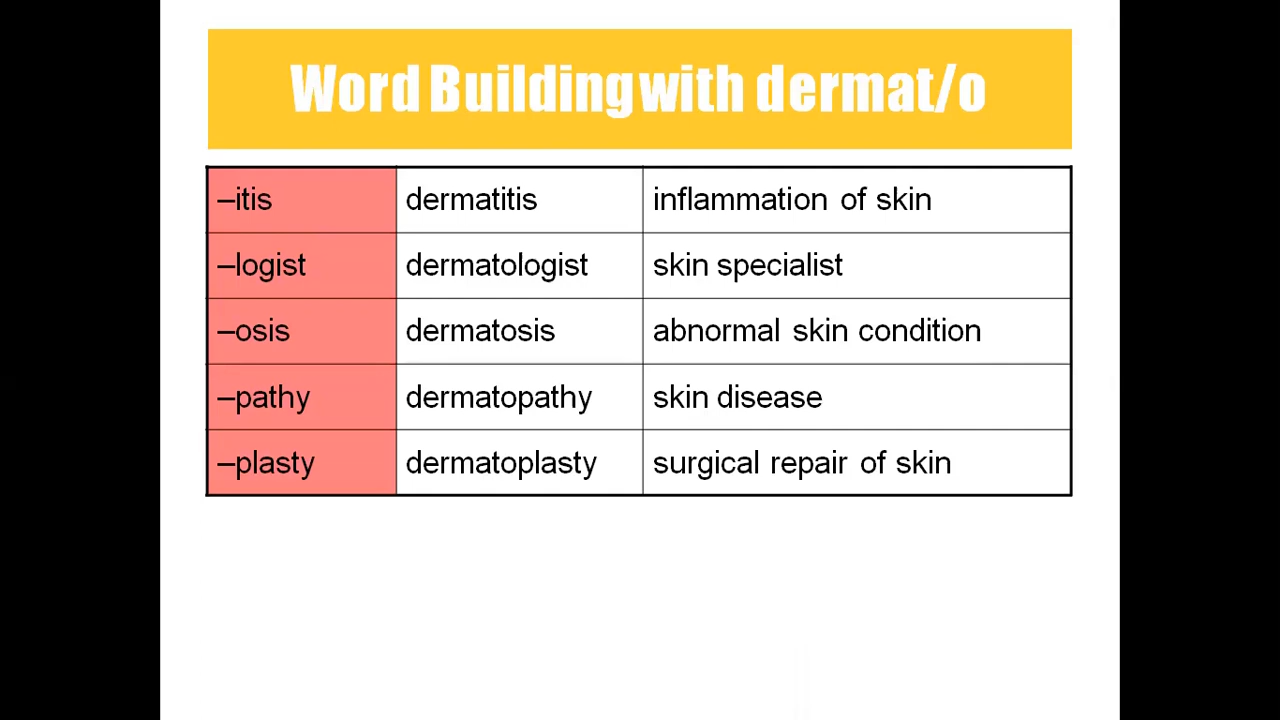 Word Building with dermat/o
–itis dermatitis inflammation of skin
–logist dermatologist skin specialist
–osis dermatosis abnormal skin condition
–pathy dermatopathy skin disease
–plasty dermatoplasty surgical repair of skin